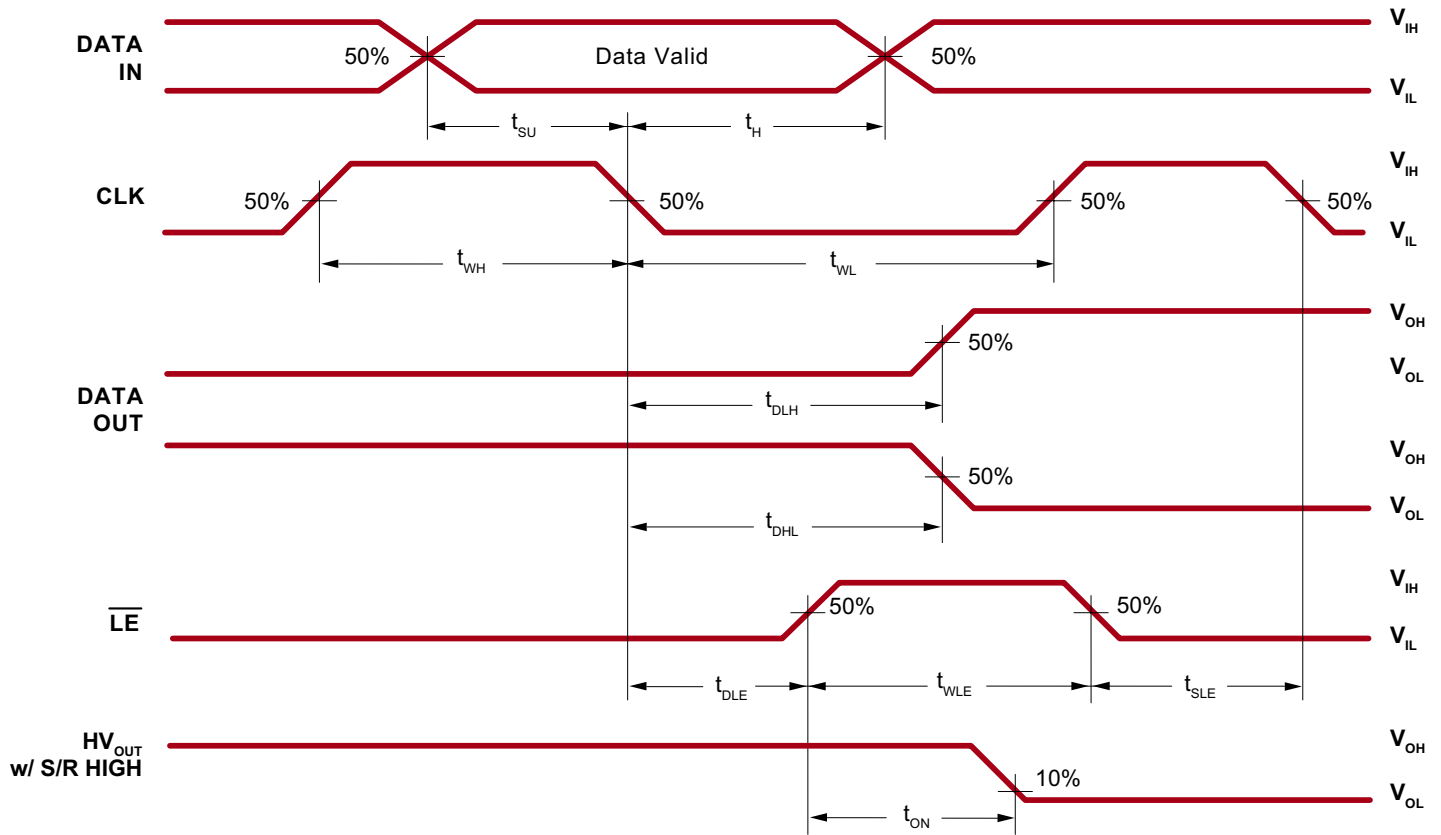 DATA
IN
50%
Data Valid
50%
V_IH
V_IL
t_SU
t_H
CLK
50%
50%
50%
50%
V_IH
V_IL
t_WH
t_WL
DATA
OUT
50%
V_OH
V_OL
t_DLH
50%
V_OH
V_OL
t_DHL
LE
50%
50%
V_IH
V_IL
t_DLE
t_WLE
t_SLE
HV_OUT
w/ S/R HIGH
10%
V_OH
V_OL
t_ON